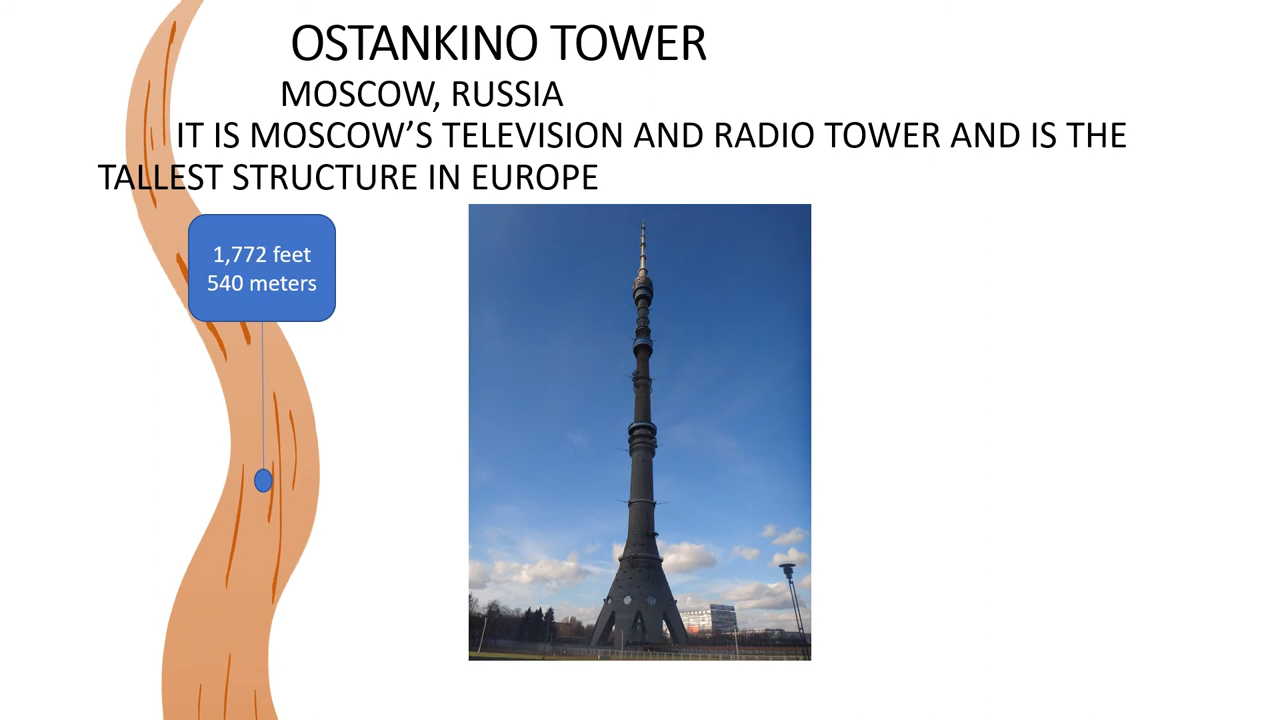 OSTANKINO TOWER
MOSCOW, RUSSIA
IT IS MOSCOW’S TELEVISION AND RADIO TOWER AND IS THE
TALLEST STRUCTURE IN EUROPE
1,772 feet
540 meters